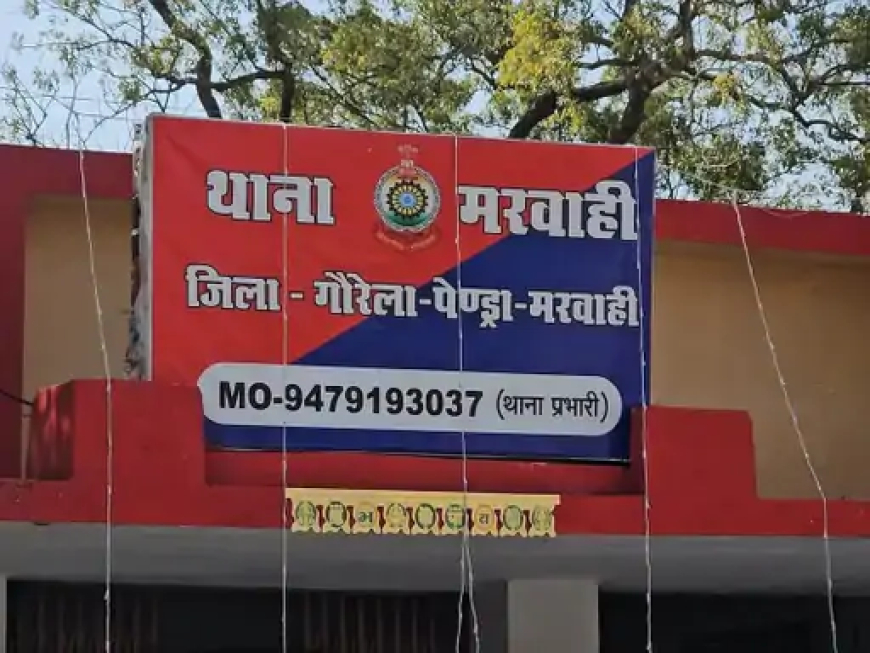 थाना मरवाही
जिला - गौरेला-पेण्ड्रा-मरवाही
MO-9479193037 (थाना प्रभारी)